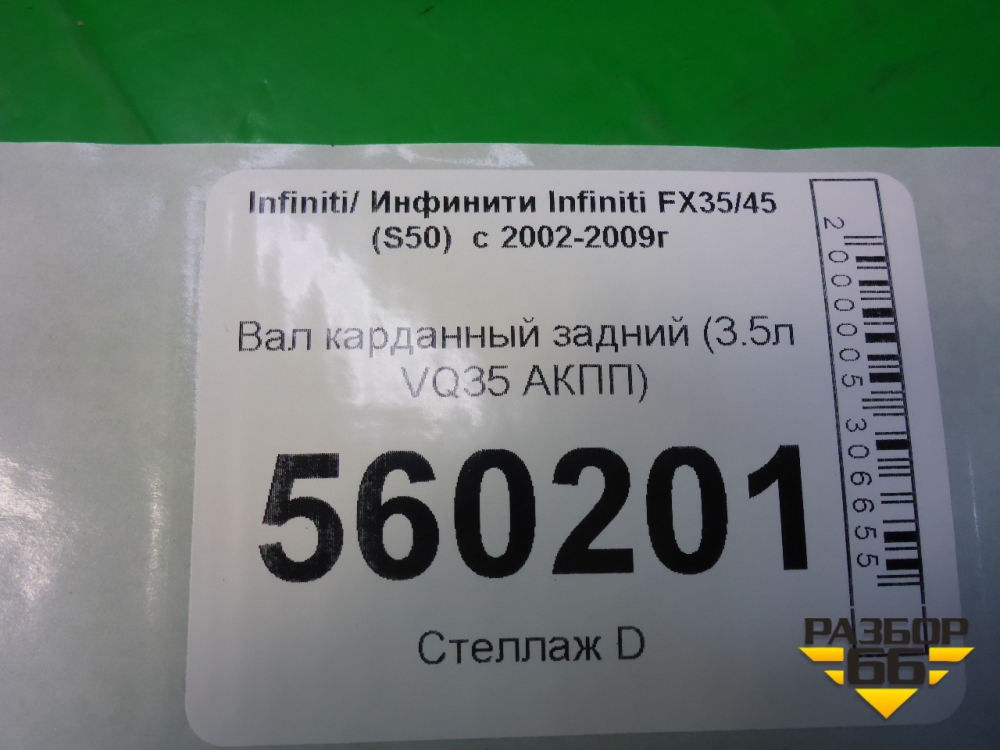 Infiniti/ Инфинити Infiniti FX35/45
(S50) с 2002-2009г
Вал карданный задний (3.5л
VQ35 АКПП)
560201
Стеллаж D
2000005306655
РАЗБОР
66